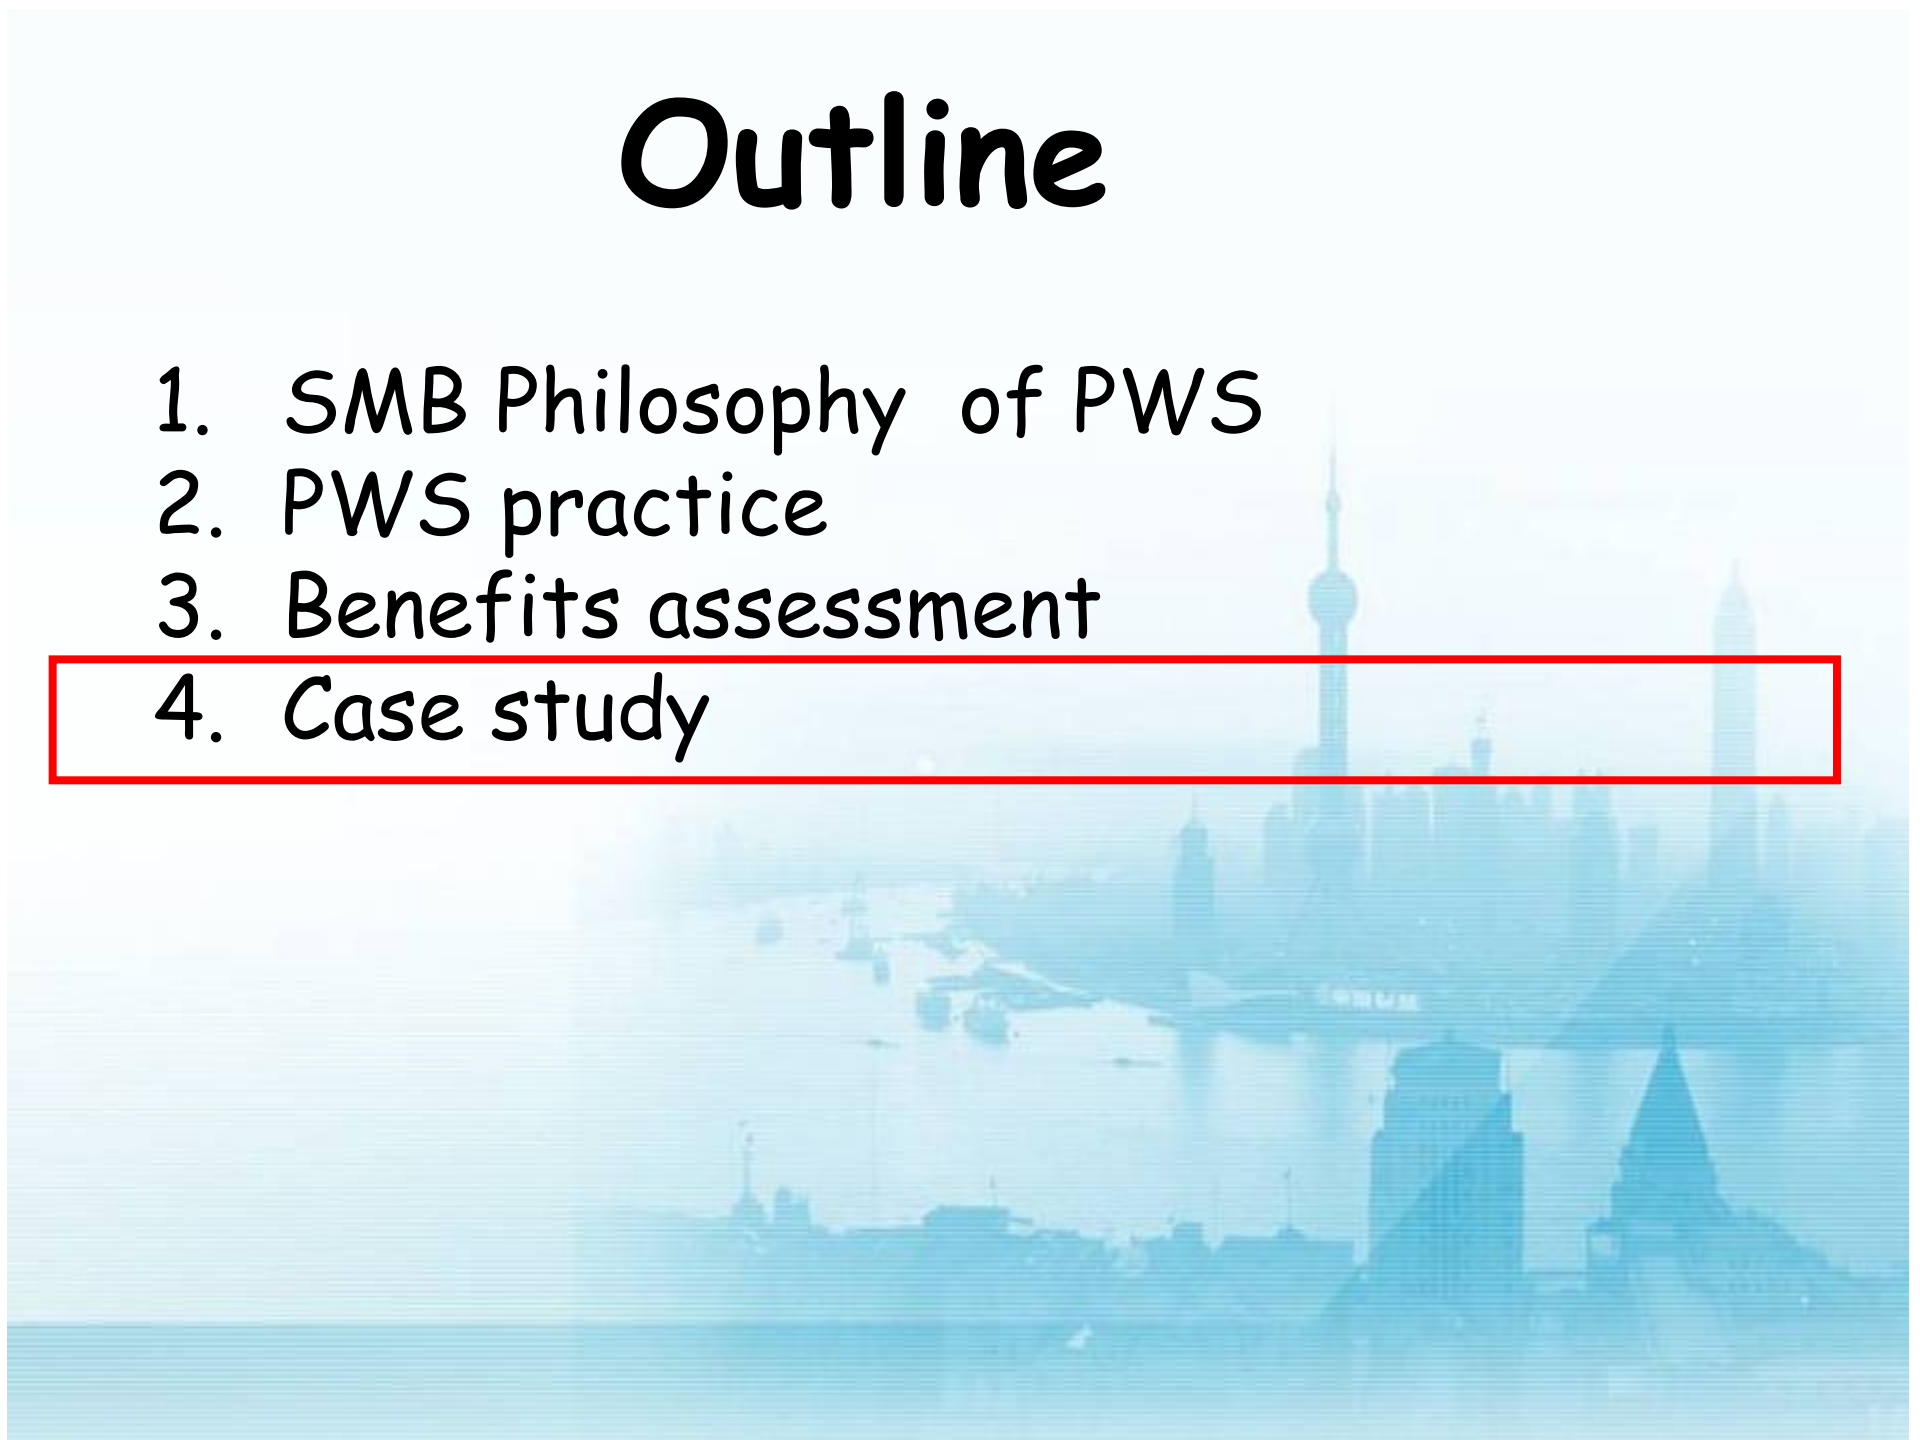 Outline
1. SMB Philosophy of PWS
2. PWS practice
3. Benefits assessment
4. Case study